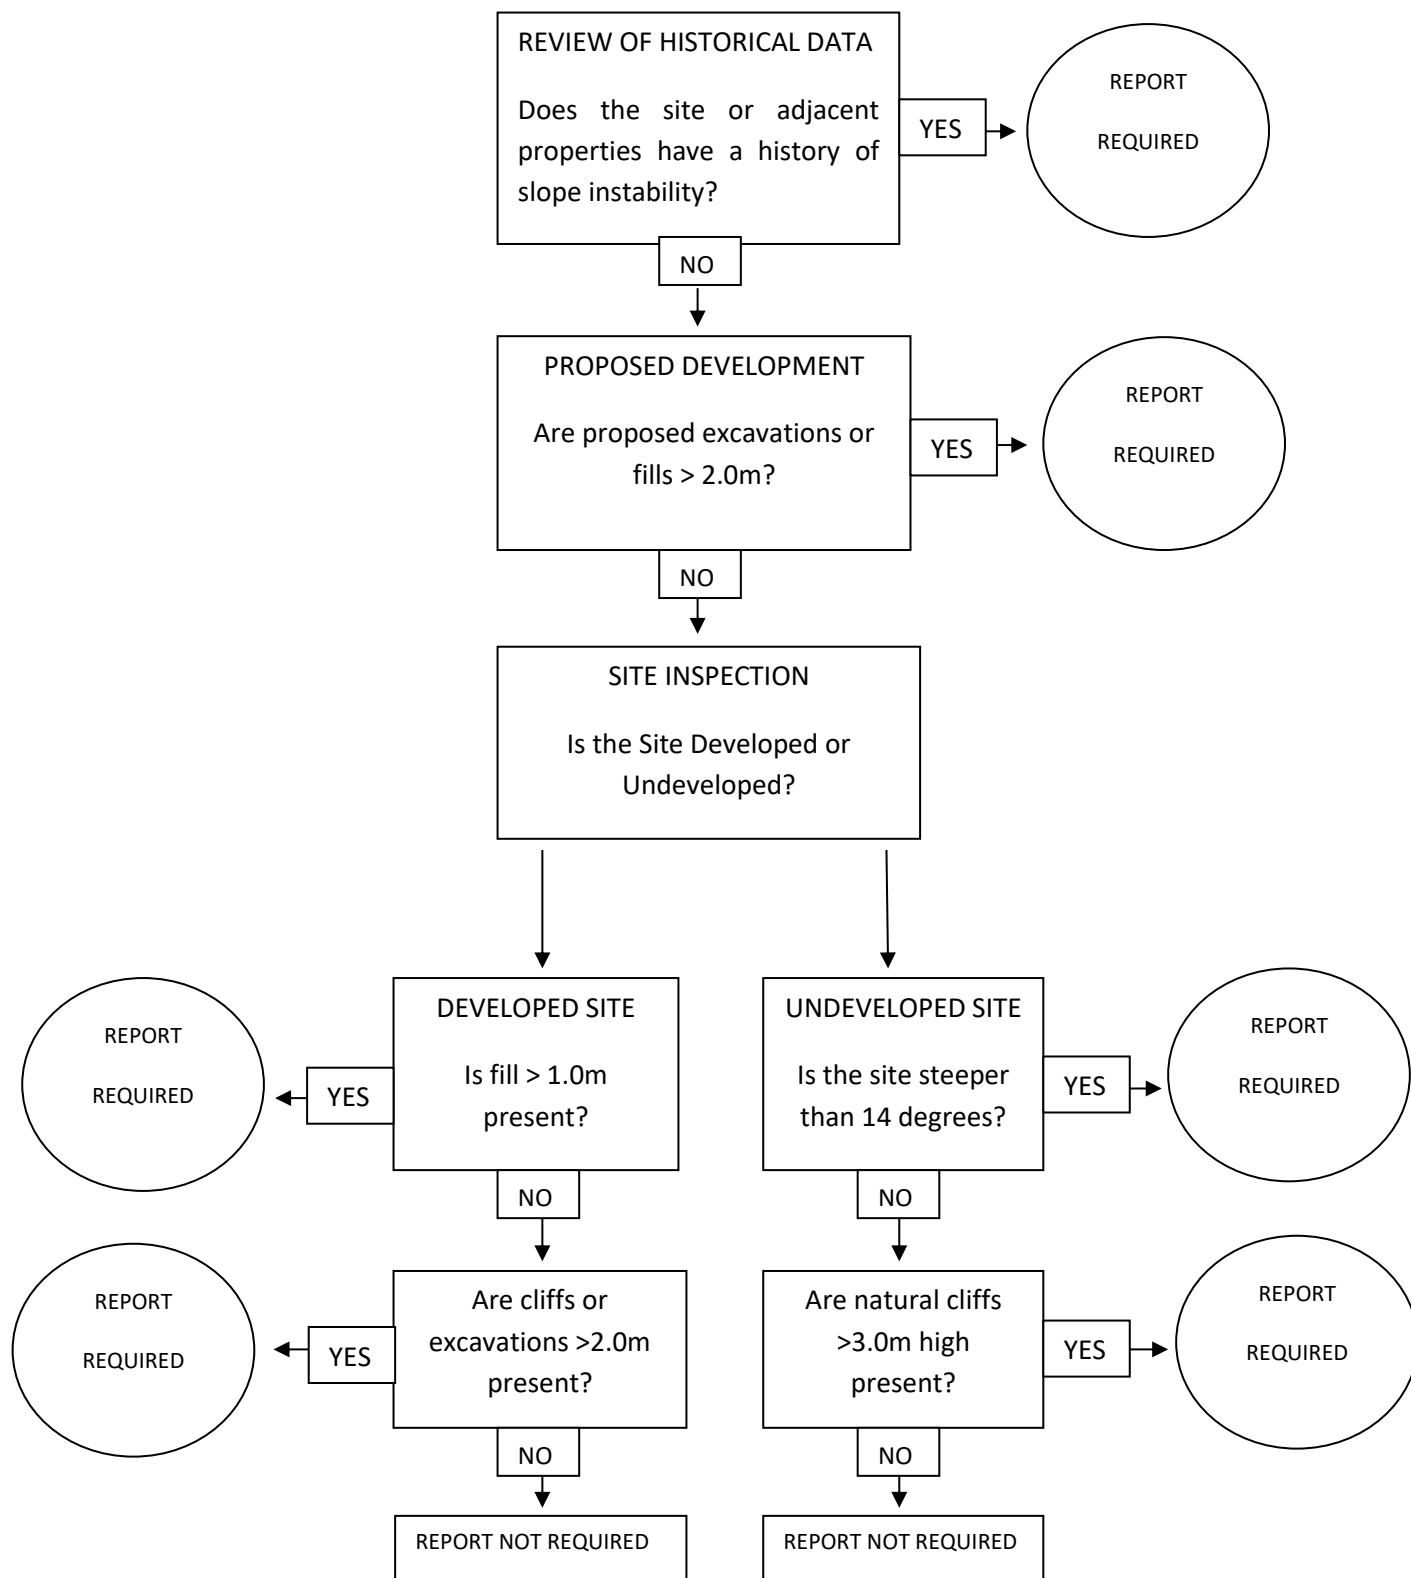 REVIEW OF HISTORICAL DATA
Does the site or adjacent
properties have a history of
slope instability?
YES
REPORT
REQUIRED
NO
PROPOSED DEVELOPMENT
Are proposed excavations or
fills > 2.0m?
YES
REPORT
REQUIRED
NO
SITE INSPECTION
Is the Site Developed or
Undeveloped?
DEVELOPED SITE
Is fill > 1.0m
present?
YES
REPORT
REQUIRED
NO
Are cliffs or
excavations >2.0m
present?
YES
REPORT
REQUIRED
NO
REPORT NOT REQUIRED
UNDEVELOPED SITE
Is the site steeper
than 14 degrees?
YES
REPORT
REQUIRED
NO
Are natural cliffs
>3.0m high
present?
YES
REPORT
REQUIRED
NO
REPORT NOT REQUIRED